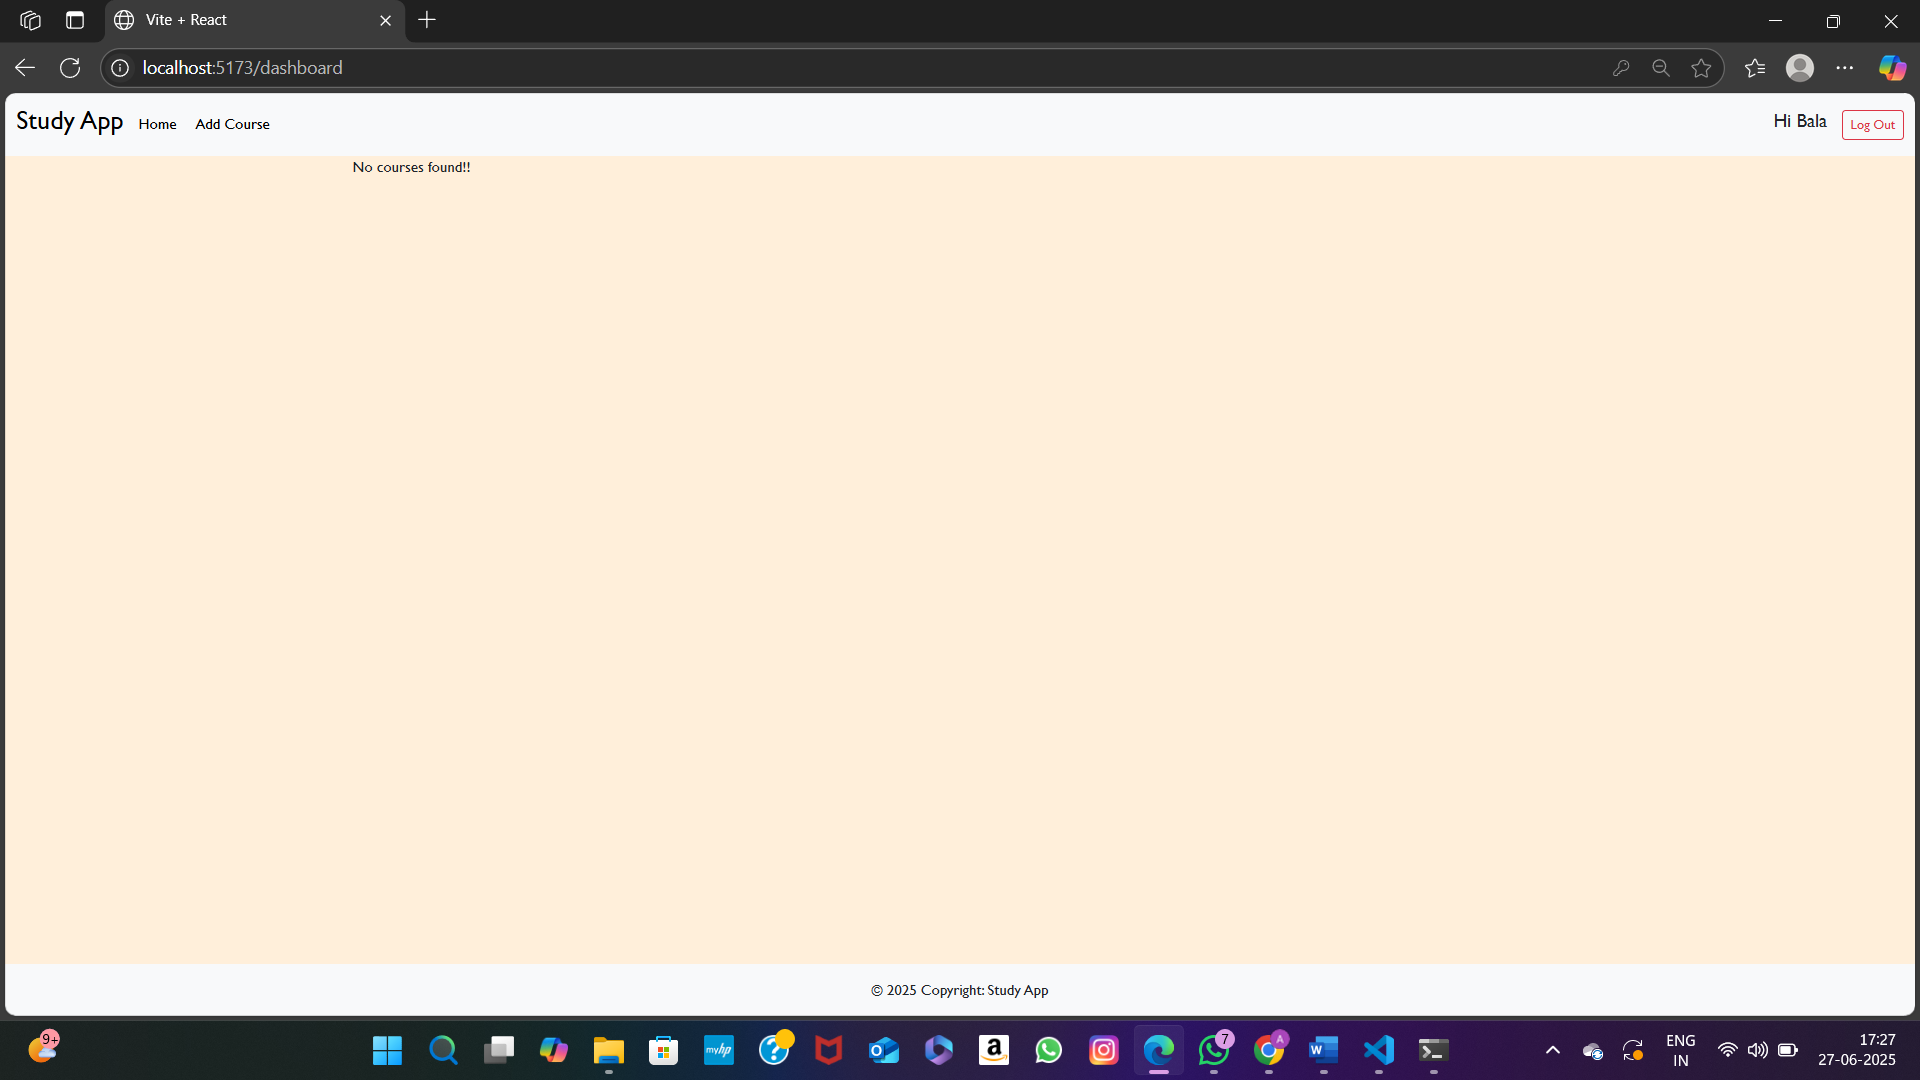 Vite + React
localhost:5173/dashboard
Study App Home Add Course Hi Bala Log Out
No courses found!!
© 2025 Copyright: Study App
9+
myhp
a
7
A
W
ENG
IN
17:27
27-06-2025